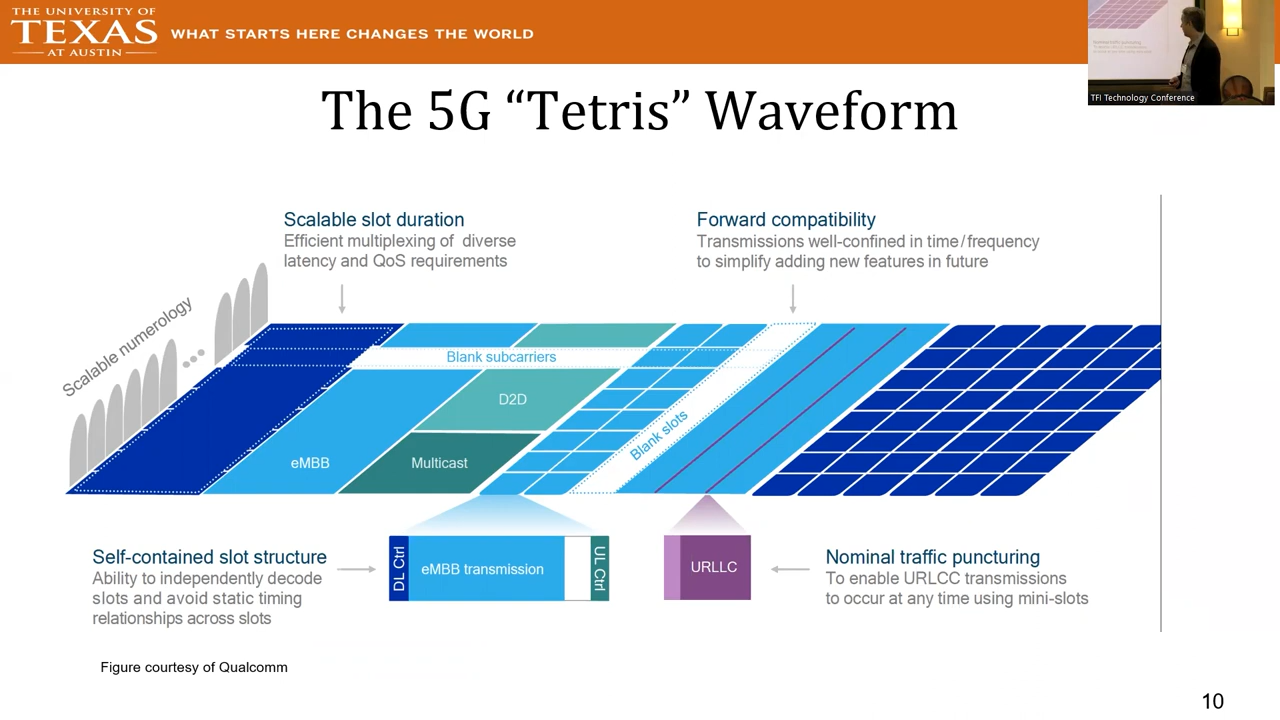 THE UNIVERSITY OF
TEXAS
AT AUSTIN
WHAT STARTS HERE CHANGES THE WORLD
TFI Technology Conference
The 5G “Tetris” Waveform
Scalable slot duration
Efficient multiplexing of diverse
latency and QoS requirements
Forward compatibility
Transmissions well-confined in time/frequency
to simplify adding new features in future
Scalable numerology
Blank subcarriers
D2D
eMBB
Multicast
Blank slots
Self-contained slot structure
Ability to independently decode
slots and avoid static timing
relationships across slots
DL Ctrl
eMBB transmission
UL Ctrl
URLLC
Nominal traffic puncturing
To enable URLCC transmissions
to occur at any time using mini-slots
Figure courtesy of Qualcomm
10